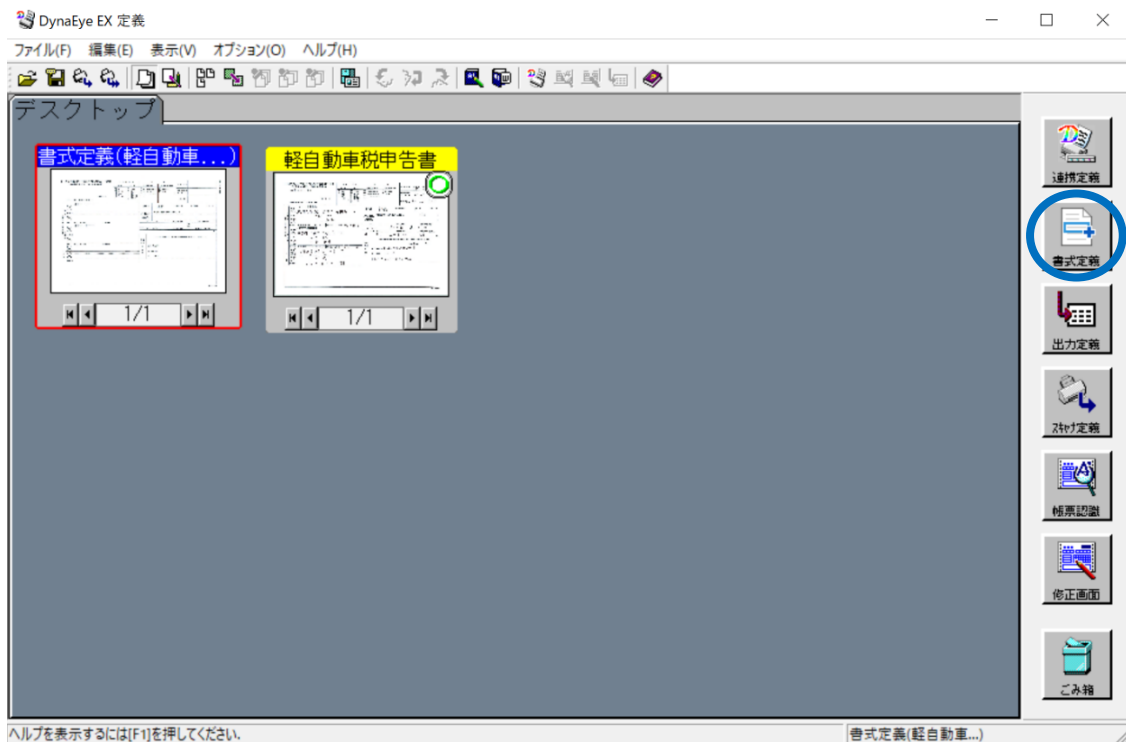 DynaEye EX 定義
ファイル(F) 編集(E) 表示(V) オプション(O) ヘルプ(H)
デスクトップ
書式定義(軽自動車...)
軽自動車税申告書
1/1
1/1
連携定義
書式定義
出力定義
スキャナ定義
帳票認識
修正画面
ごみ箱
ヘルプを表示するには[F1]を押してください.
書式定義(軽自動車...)